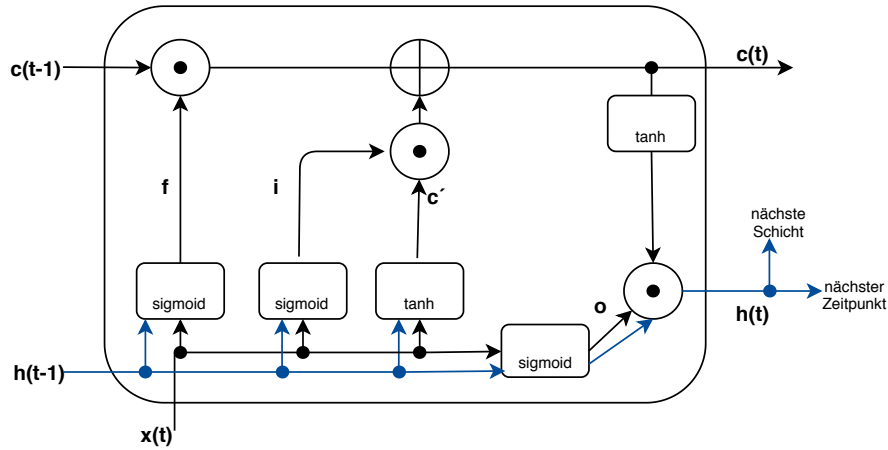 c(t-1)
c(t)
tanh
f
i
c´
nächste
Schicht
sigmoid
sigmoid
tanh
o
nächster
Zeitpunkt
h(t)
h(t-1)
sigmoid
x(t)